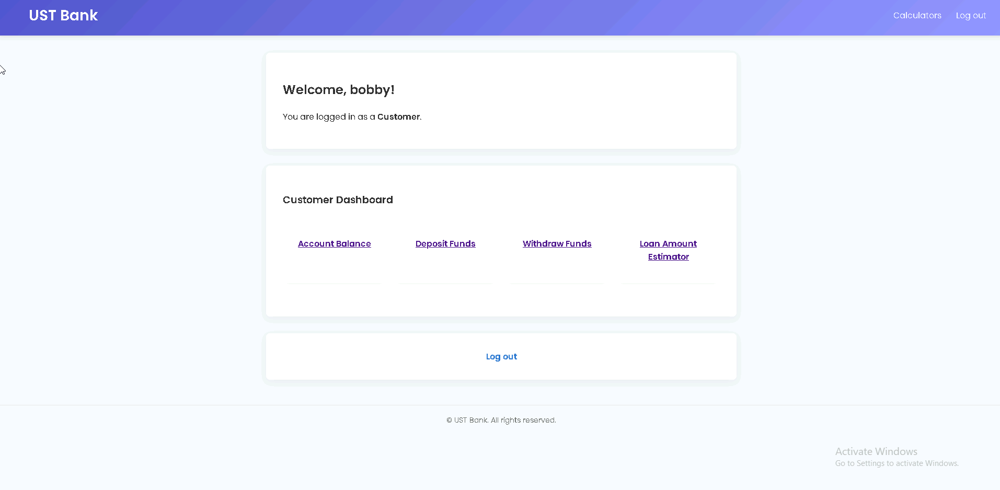 UST Bank
Calculators
Log out
Welcome, bobby!
You are logged in as a Customer.
Customer Dashboard
Account Balance
Deposit Funds
Withdraw Funds
Loan Amount
Estimator
Log out
© UST Bank. All rights reserved.
Activate Windows
Go to Settings to activate Windows.